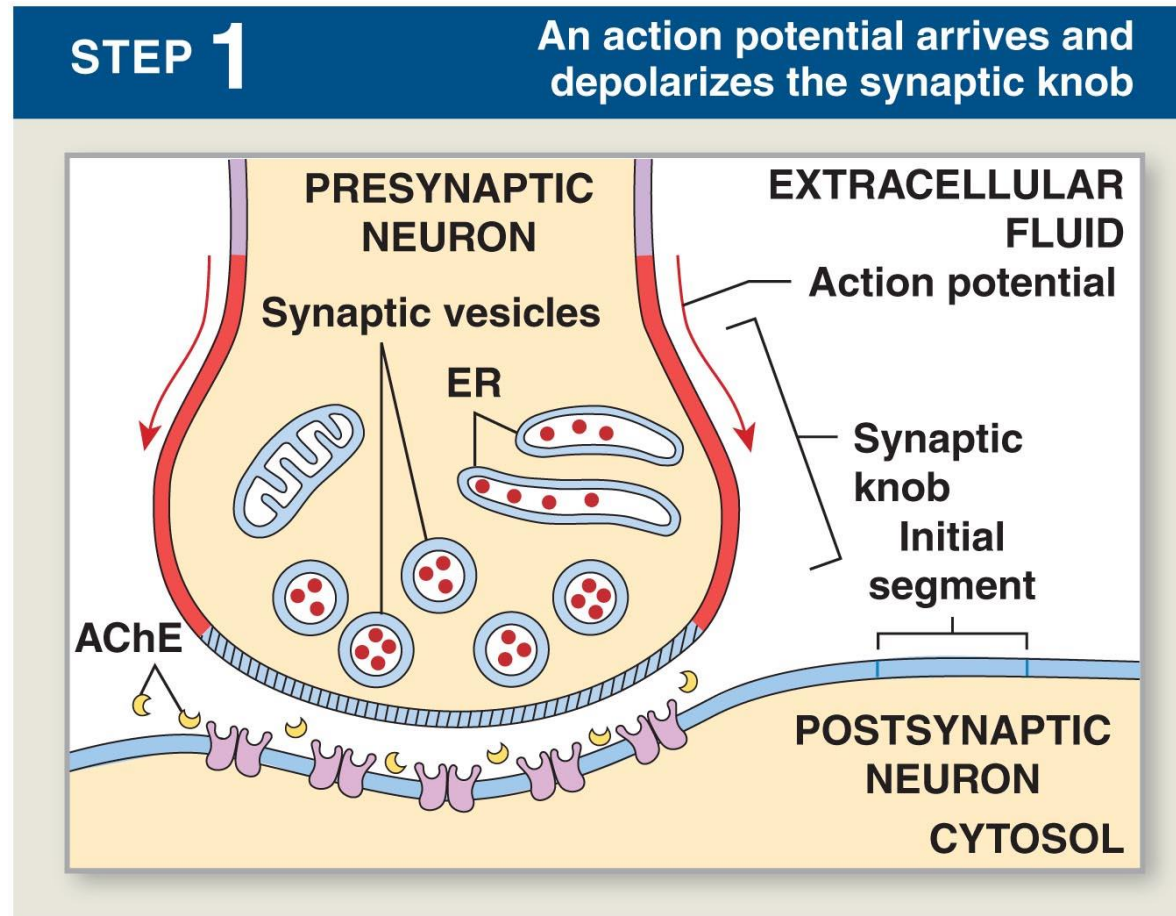 STEP 1
An action potential arrives and
depolarizes the synaptic knob
PRESYNAPTIC
NEURON
EXTRACELLULAR
FLUID
Action potential
Synaptic vesicles
ER
Synaptic
knob
Initial
segment
AChE
POSTSYNAPTIC
NEURON
CYTOSOL